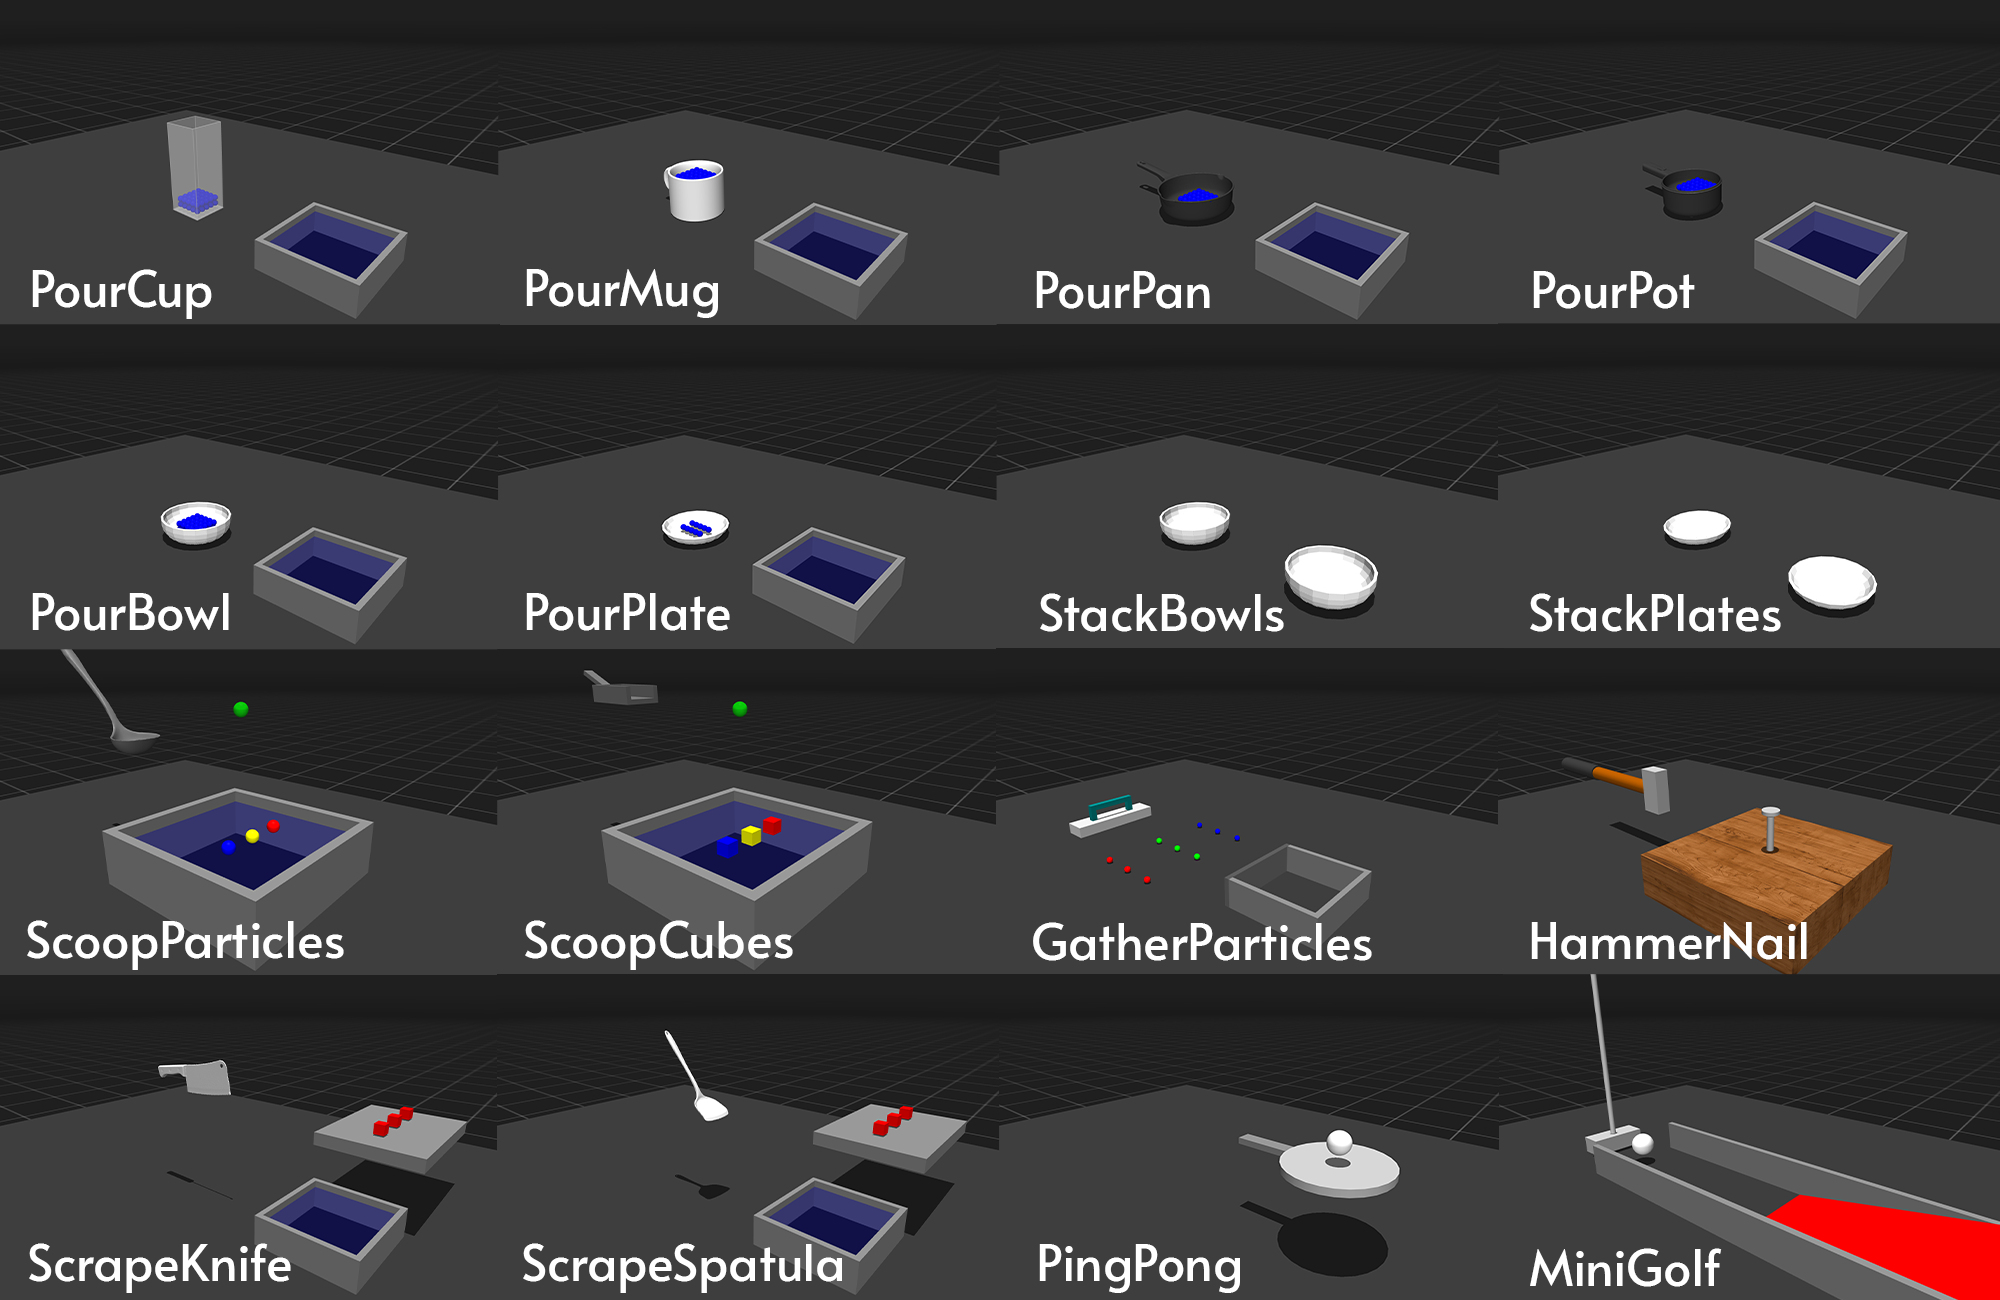 PourCup
PourMug
PourPan
PourPot
PourBowl
PourPlate
StackBowls
StackPlates
ScoopParticles
ScoopCubes
GatherParticles
HammerNail
ScrapeKnife
ScrapeSpatula
PingPong
MiniGolf